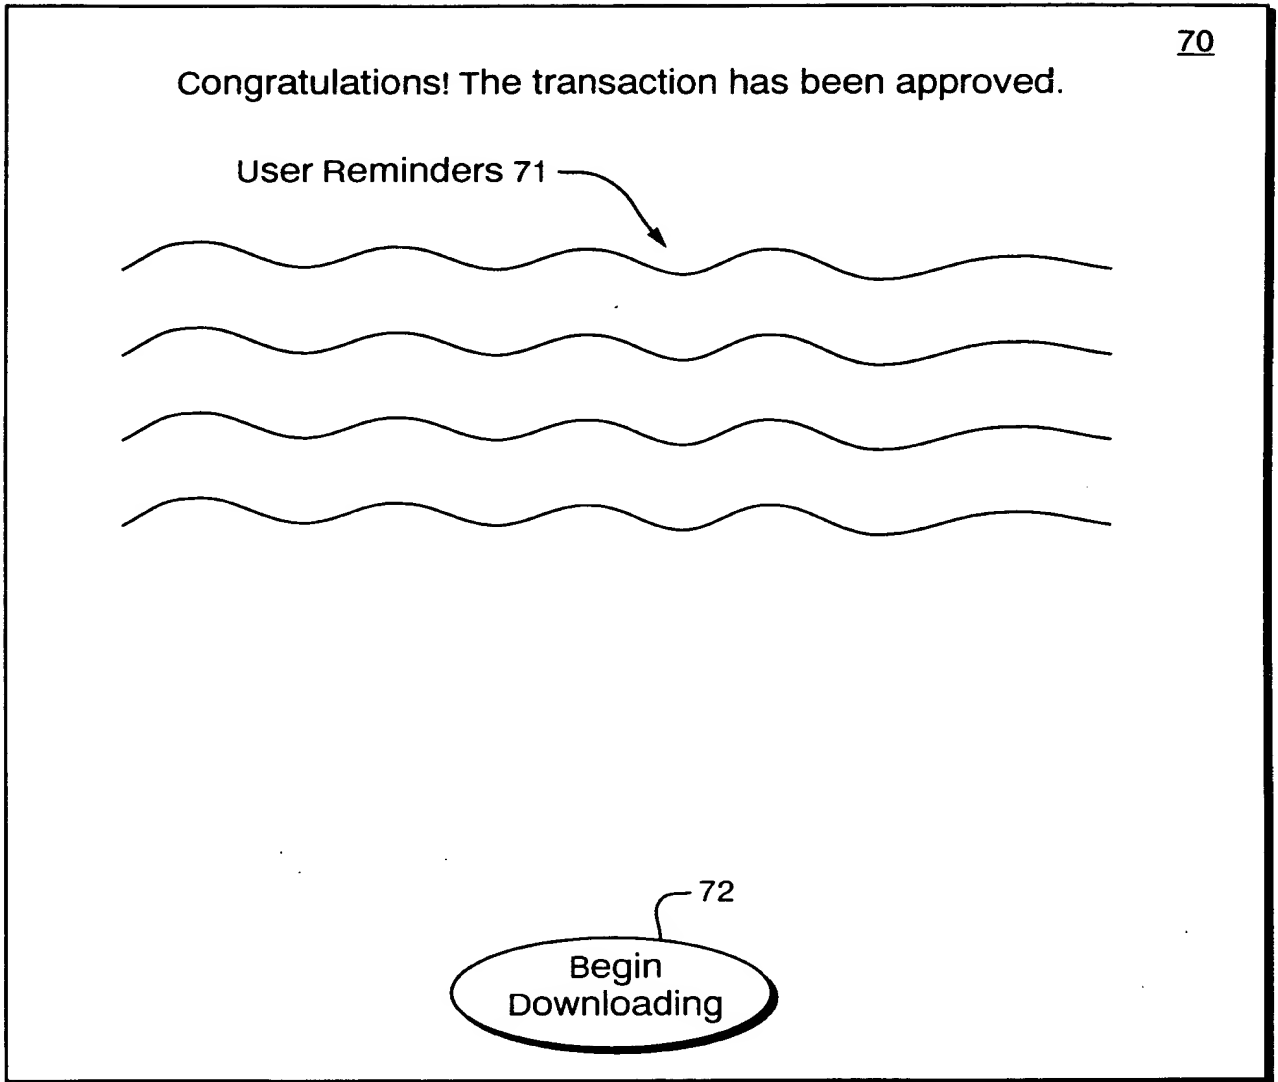 70
Congratulations! The transaction has been approved.
User Reminders 71
72
Begin
Downloading